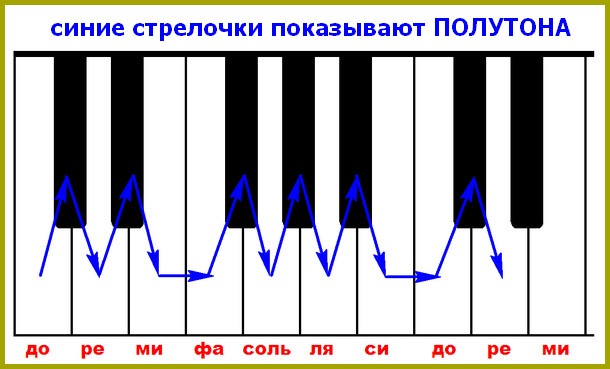 синие стрелочки показывают ПОЛУТОНА
до ре ми фа соль ля си до ре ми